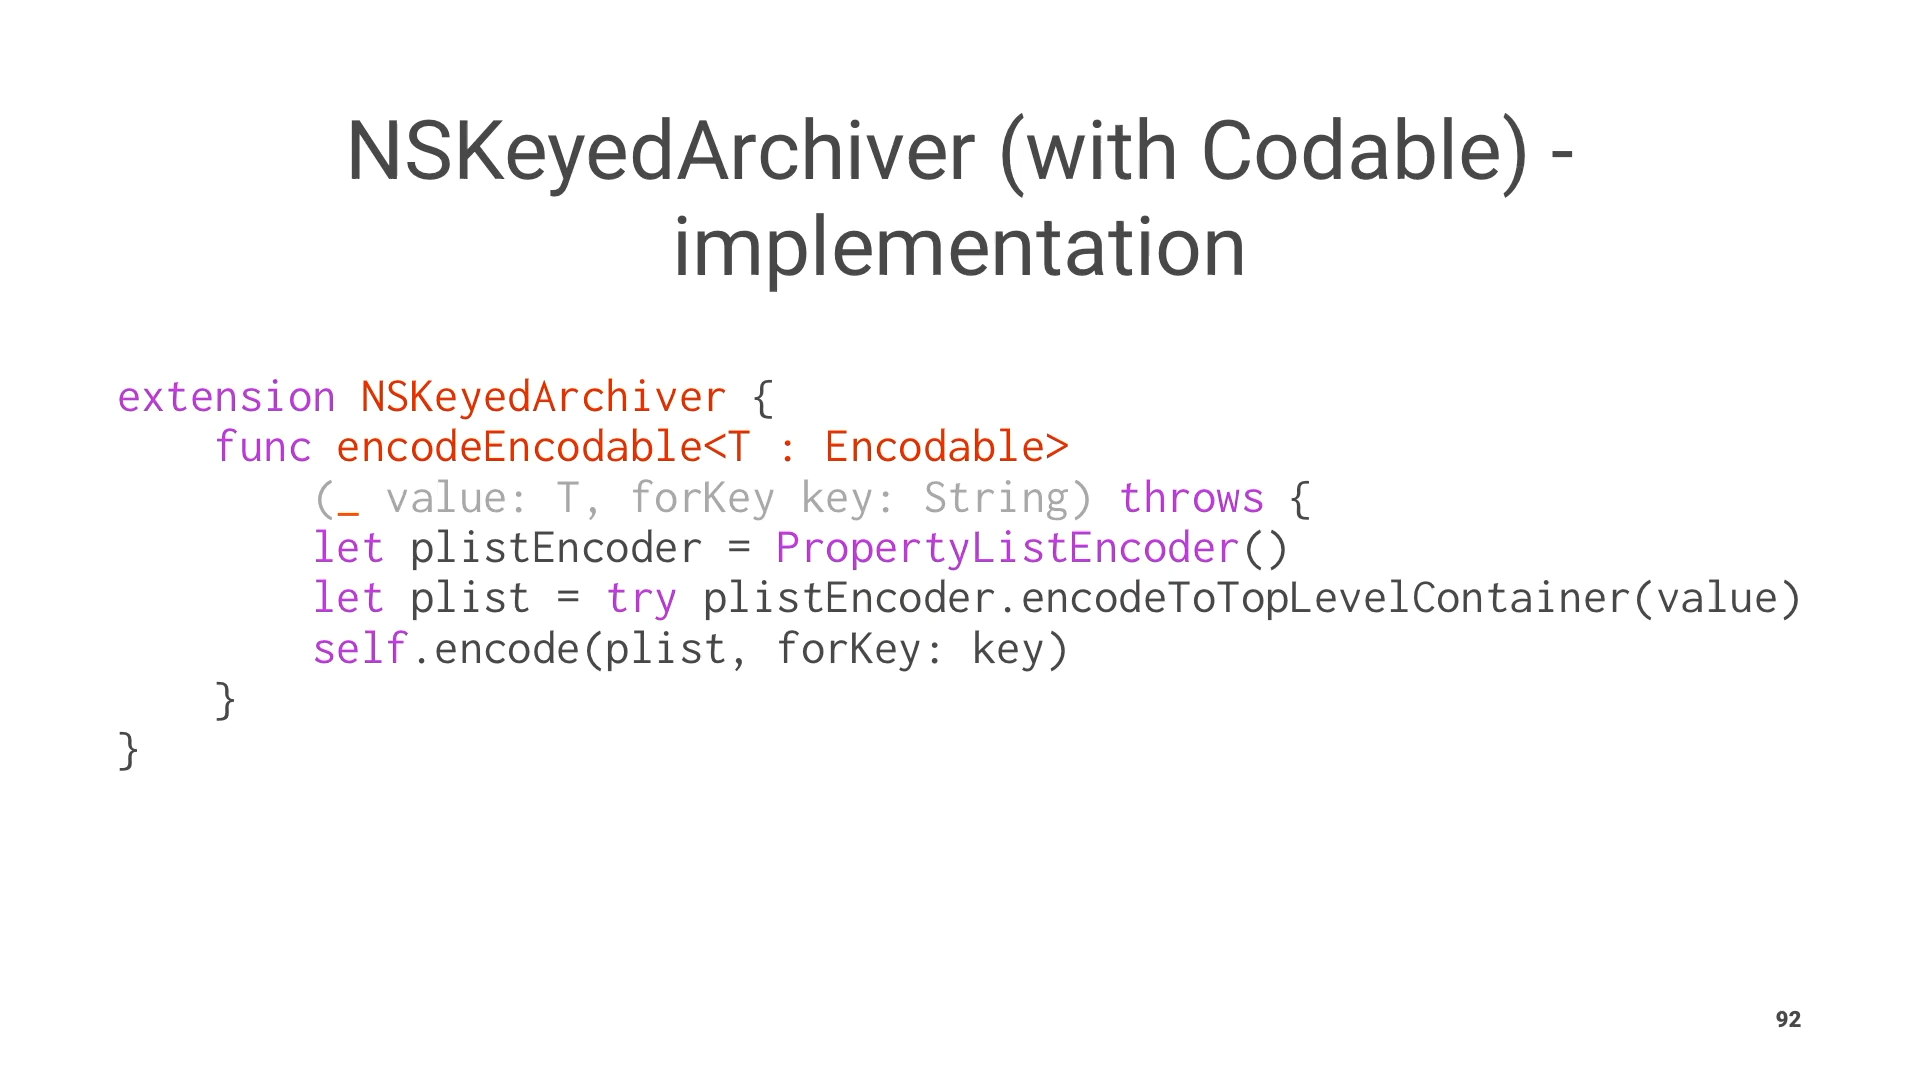 NSKeyedArchiver (with Codable) -
implementation
extension NSKeyedArchiver {
    func encodeEncodable<T : Encodable>
        (_ value: T, forKey key: String) throws {
        let plistEncoder = PropertyListEncoder()
        let plist = try plistEncoder.encodeToTopLevelContainer(value)
        self.encode(plist, forKey: key)
    }
}
92